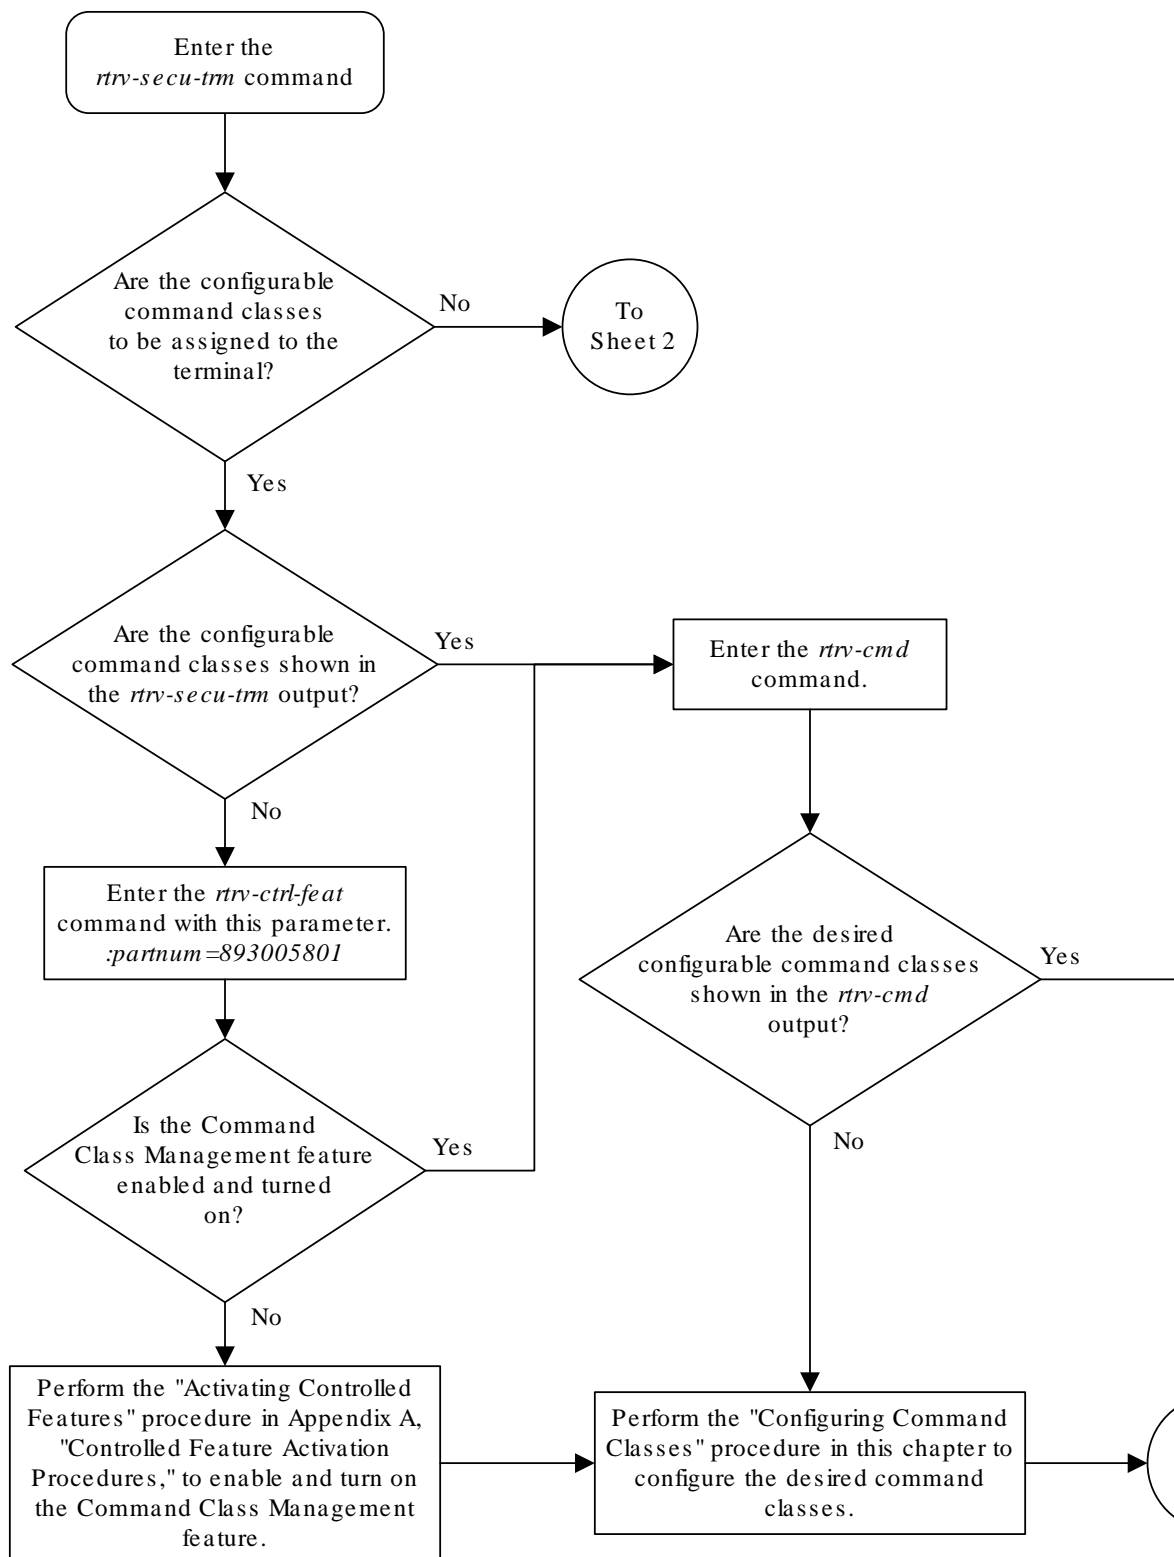 Enter the
rtrv-secu-trm command
Are the configurable
command classes
to be assigned to the
terminal?
No
To
Sheet 2
Yes
Are the configurable
command classes shown in
the rtrv-secu-trm output?
Yes
Enter the rtrv-cmd
command.
No
Enter the rtrv-ctrl-feat
command with this parameter.
:partnum=893005801
Are the desired
configurable command classes
shown in the rtrv-cmd
output?
Yes
Is the Command
Class Management feature
enabled and turned
on?
Yes
No
No
Perform the "Activating Controlled
Features" procedure in Appendix A,
"Controlled Feature Activation
Procedures," to enable and turn on
the Command Class Management
feature.
Perform the "Configuring Command
Classes" procedure in this chapter to
configure the desired command
classes.